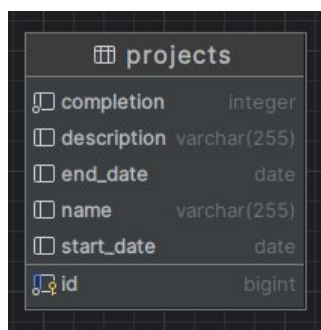 projects
completion integer
description varchar(255)
end_date date
name varchar(255)
start_date date
id bigint